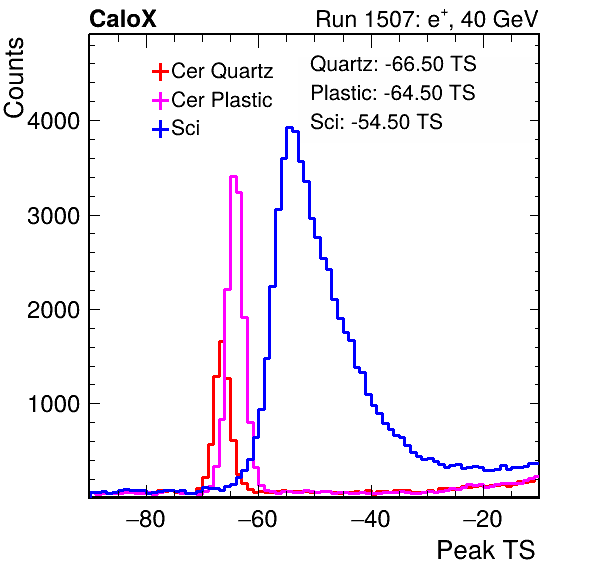 CaloX Run 1507: e⁺, 40 GeV
Counts
Cer Quartz
Cer Plastic
Sci
Quartz: -66.50 TS
Plastic: -64.50 TS
Sci: -54.50 TS
4000
3000
2000
1000
−80 −60 −40 −20
Peak TS